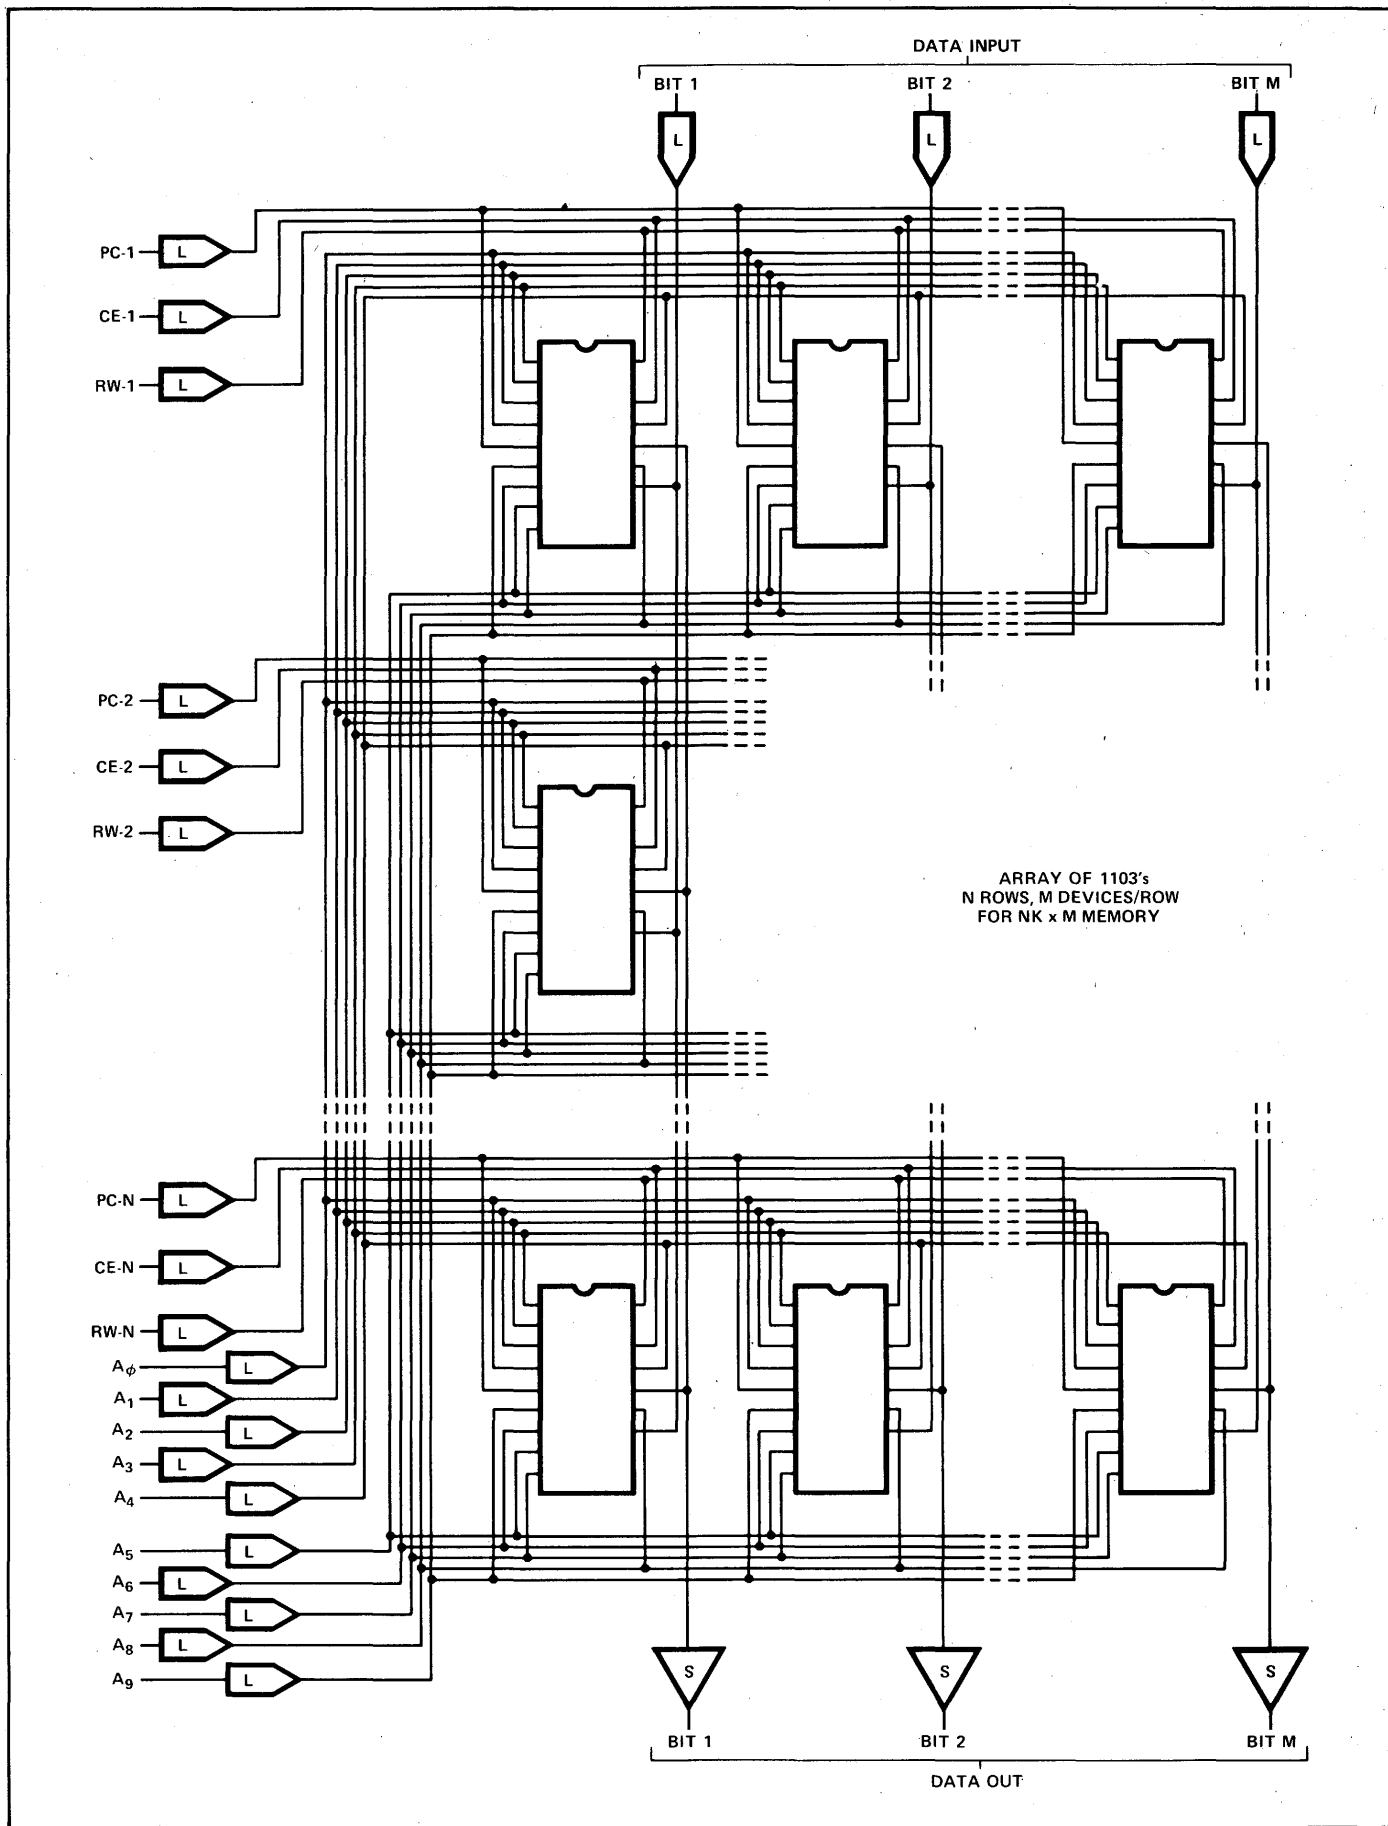 DATA INPUT
BIT 1 BIT 2 BIT M
L L L
PC-1 L
CE-1 L
RW-1 L
PC-2 L
CE-2 L
RW-2 L
ARRAY OF 1103's
N ROWS, M DEVICES/ROW
FOR NK x M MEMORY
PC-N L
CE-N L
RW-N L
Aϕ L
A1 L
A2 L
A3 L
A4 L
A5 L
A6 L
A7 L
A8 L
A9 L
S S S
BIT 1 BIT 2 BIT M
DATA OUT